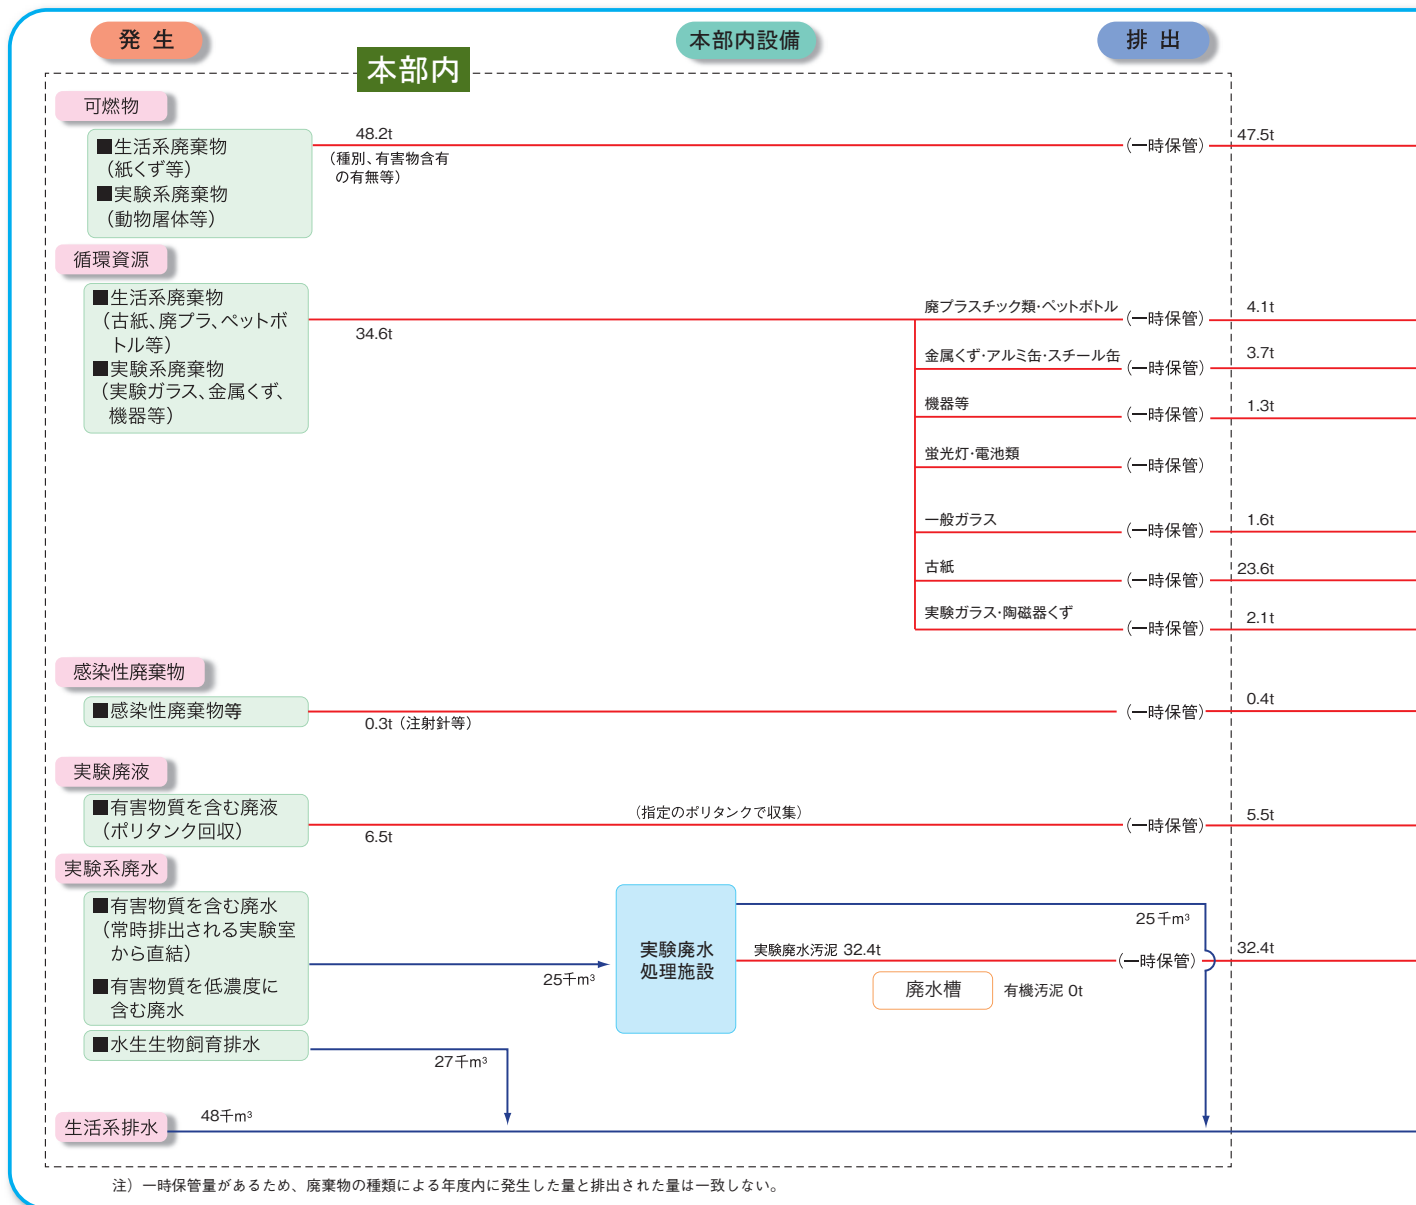 発 生
本部内設備
排 出
本部内
可燃物
■生活系廃棄物
（紙くず等）
■実験系廃棄物
（動物屠体等）
48.2t
（種別、有害物含有
の有無等）
（一時保管）
47.5t
循環資源
■生活系廃棄物
（古紙、廃プラ、ペットボ
トル等）
■実験系廃棄物
（実験ガラス、金属くず、
機器等）
34.6t
廃プラスチック類・ペットボトル
（一時保管）
4.1t
金属くず・アルミ缶・スチール缶
（一時保管）
3.7t
機器等
（一時保管）
1.3t
蛍光灯・電池類
（一時保管）
一般ガラス
（一時保管）
1.6t
古紙
（一時保管）
23.6t
実験ガラス・陶磁器くず
（一時保管）
2.1t
感染性廃棄物
■感染性廃棄物等
0.3t（注射針等）
（一時保管）
0.4t
実験廃液
■有害物質を含む廃液
（ポリタンク回収）
6.5t
（指定のポリタンクで収集）
（一時保管）
5.5t
実験系廃水
■有害物質を含む廃水
（常時排出される実験室
から直結）
■有害物質を低濃度に
含む廃水
25千m³
実験廃水
処理施設
25千m³
実験廃水汚泥 32.4t
（一時保管）
32.4t
廃水槽
有機汚泥 0t
■水生生物飼育排水
27千m³
生活系排水
48千m³
注）一時保管量があるため、廃棄物の種類による年度内に発生した量と排出された量は一致しない。